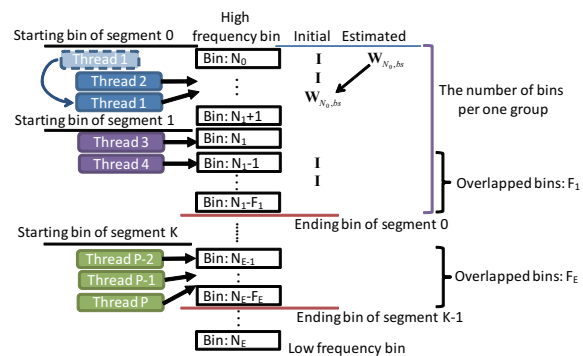 High
frequency bin
Initial
Estimated
Starting bin of segment 0
Thread 1
Bin: N0
I
W N0,bs
Thread 2
I
Thread 1
W N0,bs
The number of bins
per one group
Starting bin of segment 1
Bin: N1+1
Thread 3
Bin: N1
Thread 4
Bin: N1-1
I
I
Overlapped bins: F1
Bin: N1-F1
Ending bin of segment 0
Starting bin of segment K
Thread P-2
Bin: NE-1
Thread P-1
Overlapped bins: FE
Thread P
Bin: NE-FE
Ending bin of segment K-1
Bin: NE
Low frequency bin